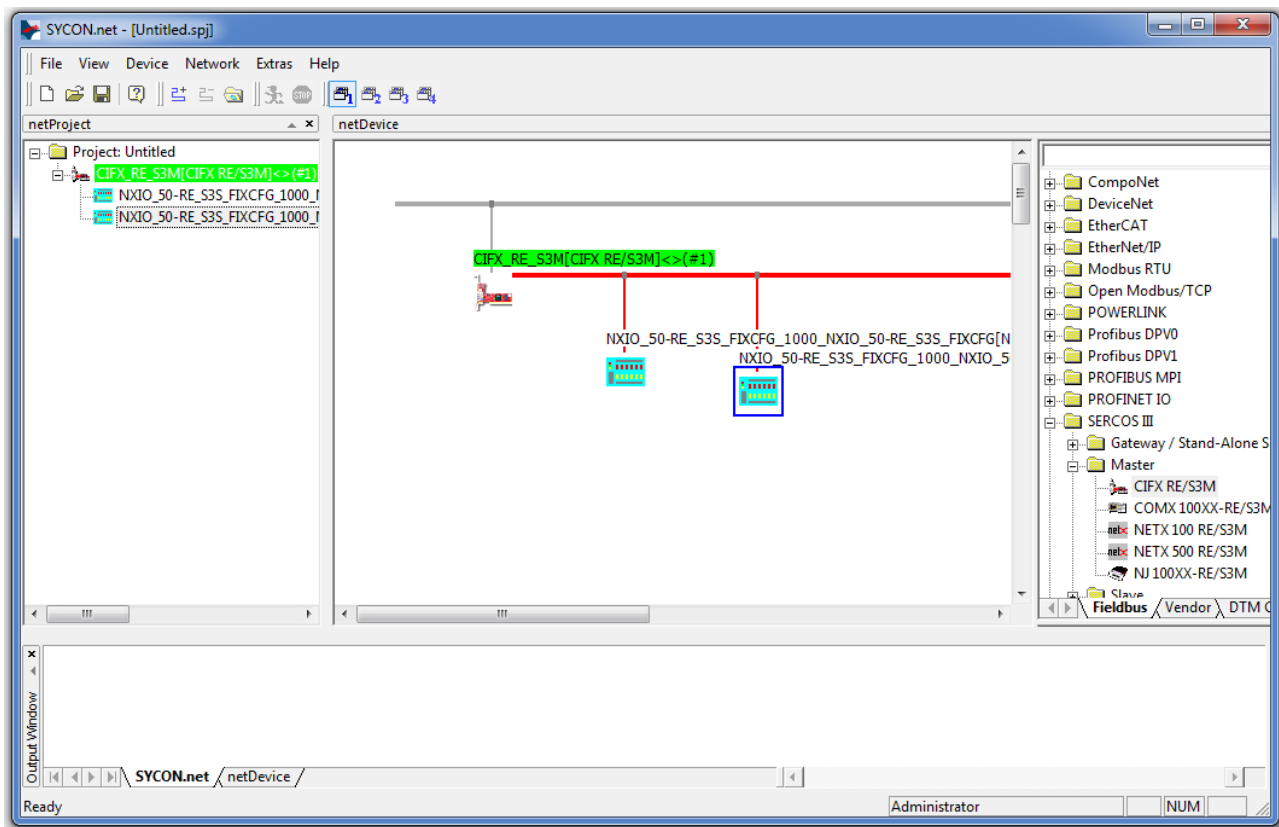 SYCON.net - [Untitled.spj]
File View Device Network Extras Help
netProject
netDevice
Project: Untitled
CIFX_RE_S3M[CIFX RE/S3M]<>(#1)
NXIO_50-RE_S3S_FIXCFG_1000_
NXIO_50-RE_S3S_FIXCFG_1000_
CIFX_RE_S3M[CIFX RE/S3M]<>(#1)
NXIO_50-RE_S3S_FIXCFG_1000_NXIO_50-RE_S3S_FIXCFG[N
NXIO_50-RE_S3S_FIXCFG_1000_NXIO_5
CompoNet
DeviceNet
EtherCAT
EtherNet/IP
Modbus RTU
Open Modbus/TCP
POWERLINK
Profibus DPV0
Profibus DPV1
PROFIBUS MPI
PROFINET IO
SERCOS III
Gateway / Stand-Alone S
Master
CIFX RE/S3M
COMX 100XX-RE/S3M
netX NETX 100 RE/S3M
netX NETX 500 RE/S3M
NJ 100XX-RE/S3M
Slave
Fieldbus Vendor DTM C
Output Window
SYCON.net netDevice
Ready
Administrator
NUM